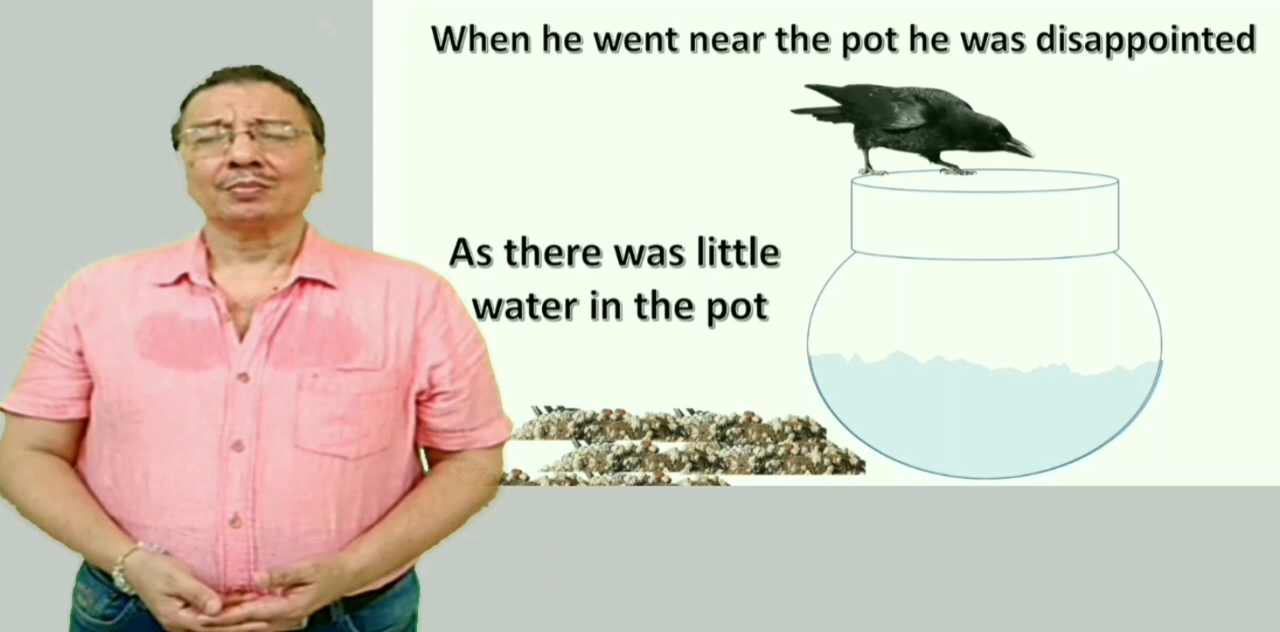 When he went near the pot he was disappointed
As there was little
water in the pot